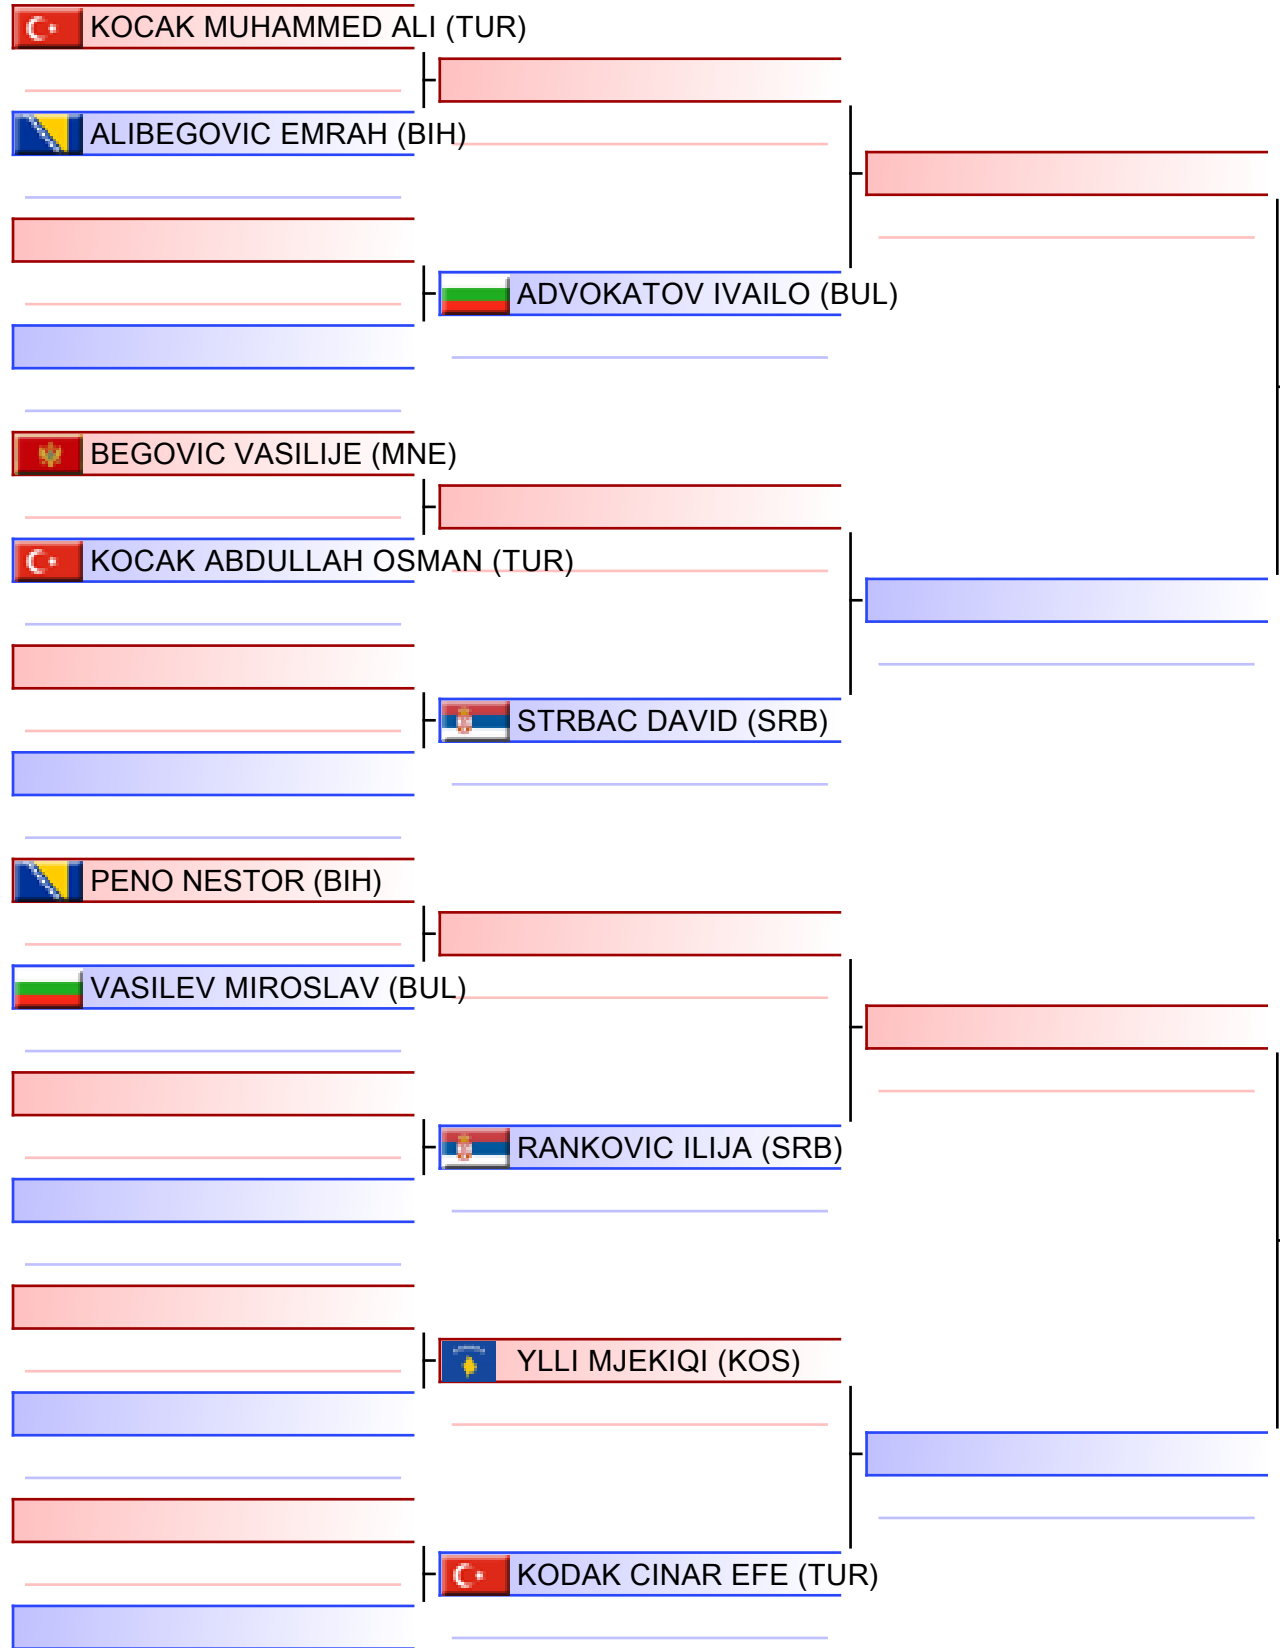 KOCAK MUHAMMED ALI (TUR)
ALIBEGOVIC EMRAH (BIH)
ADVOKATOV IVAILO (BUL)
BEGOVIC VASILIJE (MNE)
KOCAK ABDULLAH OSMAN (TUR)
STRBAC DAVID (SRB)
PENO NESTOR (BIH)
VASILEV MIROSLAV (BUL)
RANKOVIC ILIJA (SRB)
YLLI MJEKIQI (KOS)
KODAK CINAR EFE (TUR)